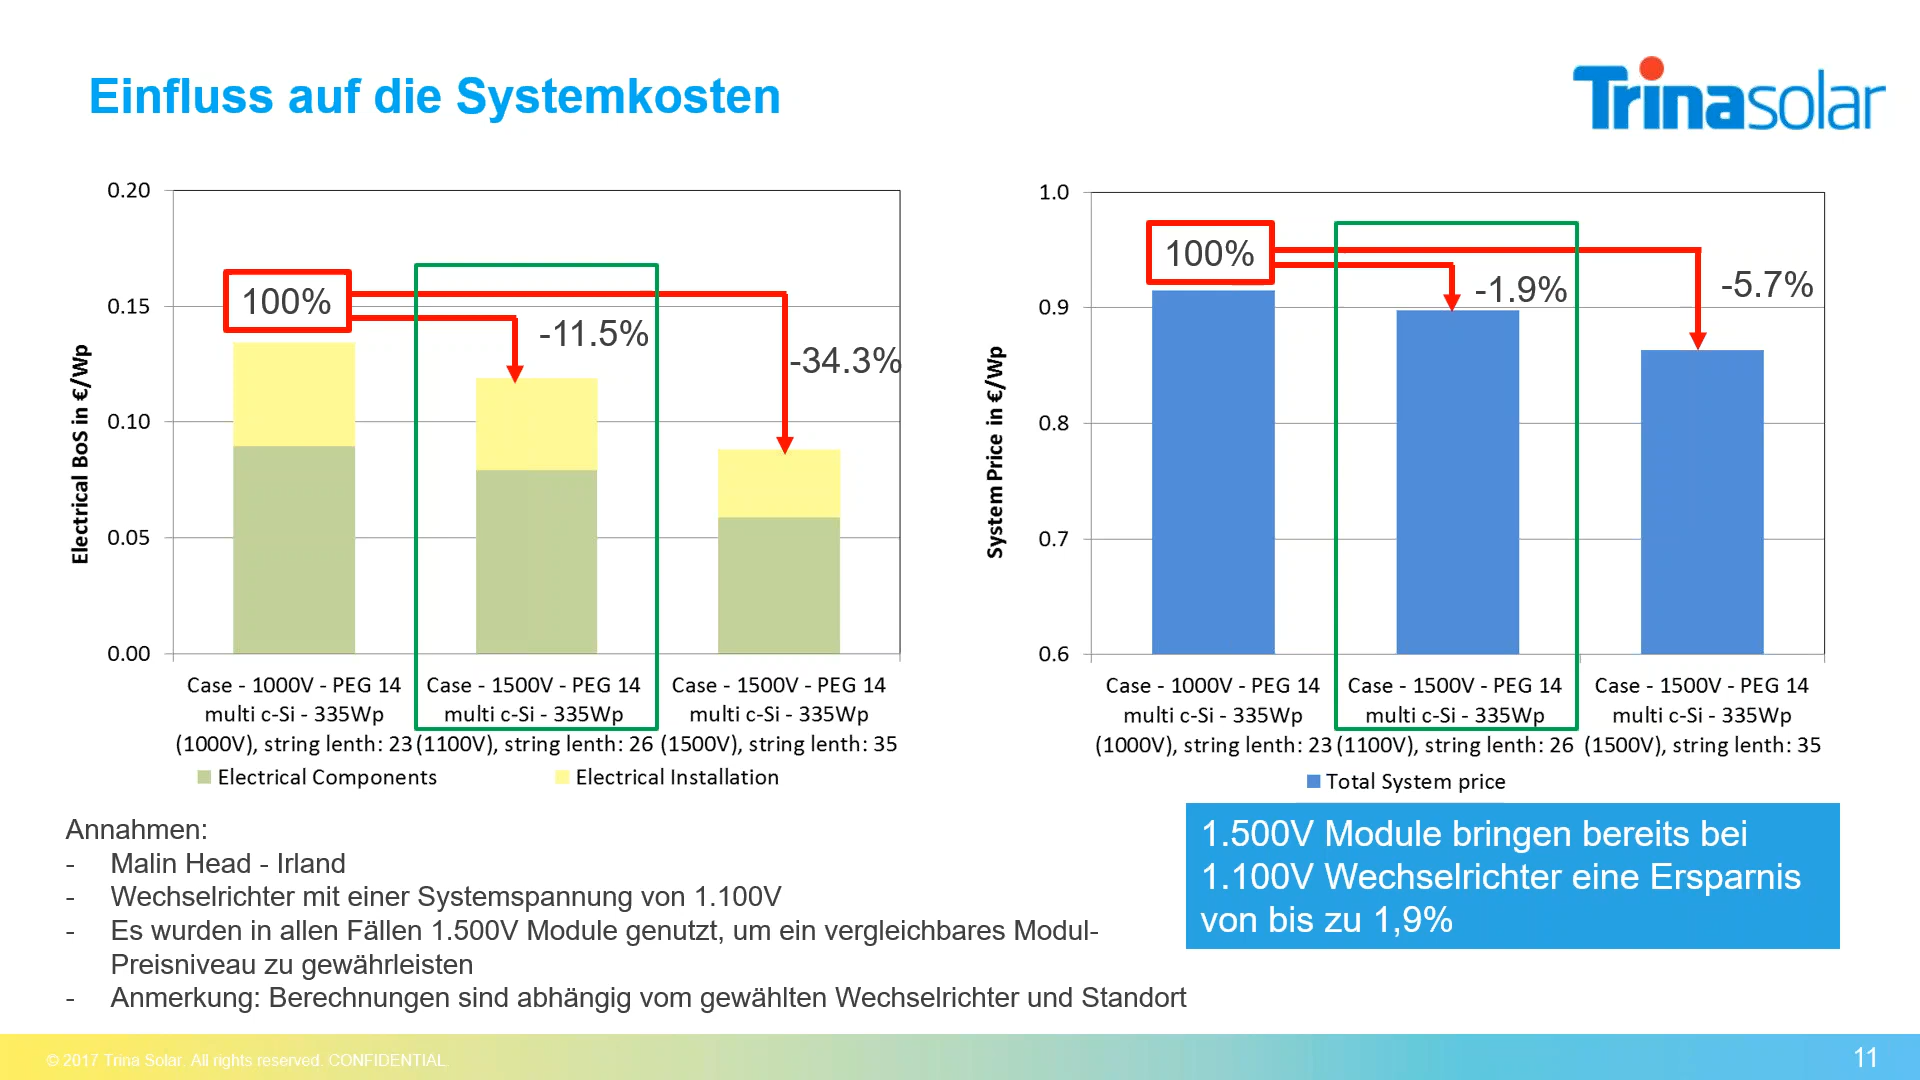 Einfluss auf die Systemkosten
Trinasolar
0.20
0.15
0.10
0.05
0.00
Electrical BoS in €/Wp
100%
-11.5%
-34.3%
Case - 1000V - PEG 14
multi c-Si - 335Wp
(1000V), string lenth: 23
Case - 1500V - PEG 14
multi c-Si - 335Wp
(1100V), string lenth: 26
Case - 1500V - PEG 14
multi c-Si - 335Wp
(1500V), string lenth: 35
Electrical Components
Electrical Installation
1.0
0.9
0.8
0.7
0.6
System Price in €/Wp
100%
-1.9%
-5.7%
Case - 1000V - PEG 14
multi c-Si - 335Wp
(1000V), string lenth: 23
Case - 1500V - PEG 14
multi c-Si - 335Wp
(1100V), string lenth: 26
Case - 1500V - PEG 14
multi c-Si - 335Wp
(1500V), string lenth: 35
Total System price
Annahmen:
- Malin Head - Irland
- Wechselrichter mit einer Systemspannung von 1.100V
- Es wurden in allen Fällen 1.500V Module genutzt, um ein vergleichbares Modul-
Preisniveau zu gewährleisten
- Anmerkung: Berechnungen sind abhängig vom gewählten Wechselrichter und Standort
1.500V Module bringen bereits bei
1.100V Wechselrichter eine Ersparnis
von bis zu 1,9%
© 2017 Trina Solar, All rights reserved. CONFIDENTIAL
11